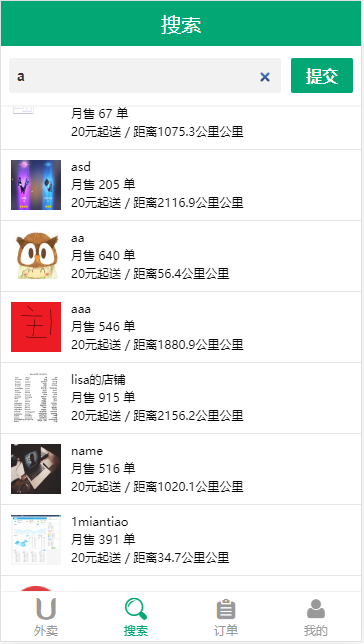 搜索
a
提交
月售 67 单
20元起送 / 距离1075.3公里公里
asd
月售 205 单
20元起送 / 距离2116.9公里公里
aa
月售 640 单
20元起送 / 距离56.4公里公里
aaa
月售 546 单
20元起送 / 距离1880.9公里公里
lisa的店铺
月售 915 单
20元起送 / 距离2156.2公里公里
name
月售 516 单
20元起送 / 距离1020.1公里公里
1miantiao
月售 391 单
20元起送 / 距离34.7公里公里
外卖
搜索
订单
我的